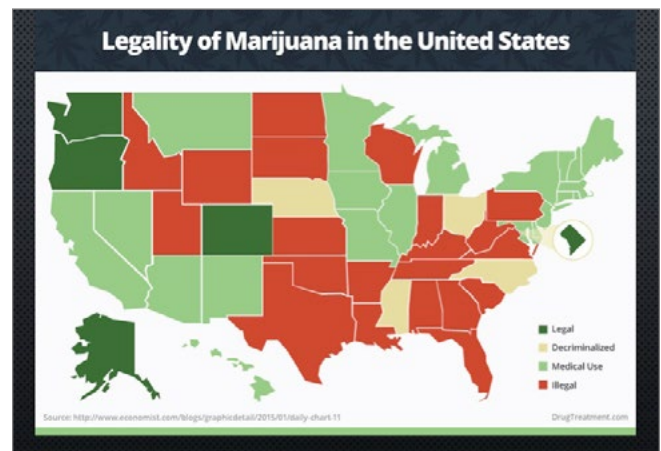 Legality of Marijuana in the United States
Legal
Decriminalized
Medical Use
Illegal
Source: http://www.economist.com/blogs/graphicdetail/2015/01/daily-chart-11
DrugTreatment.com